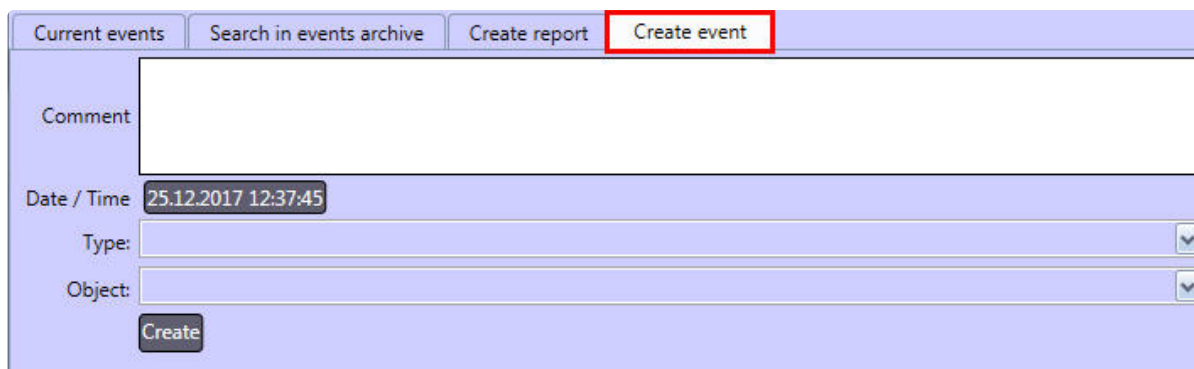 Current events Search in events archive Create report Create event
Comment
Date / Time 25.12.2017 12:37:45
Type:
Object:
Create